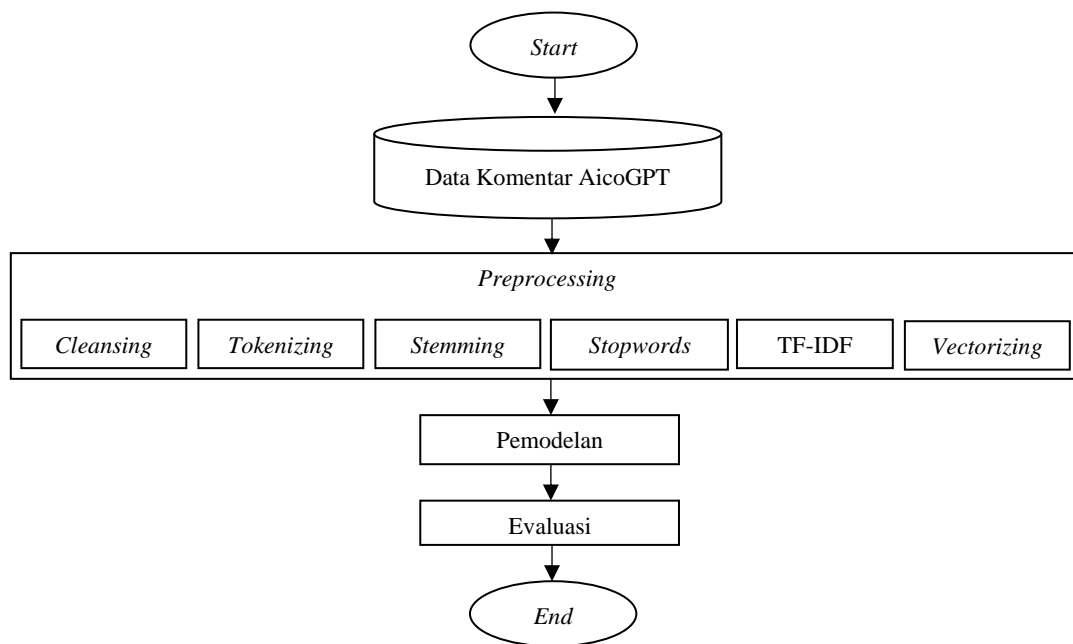 Start
Data Komentar AicoGPT
Preprocessing
Cleansing Tokenizing Stemming Stopwords TF-IDF Vectorizing
Pemodelan
Evaluasi
End